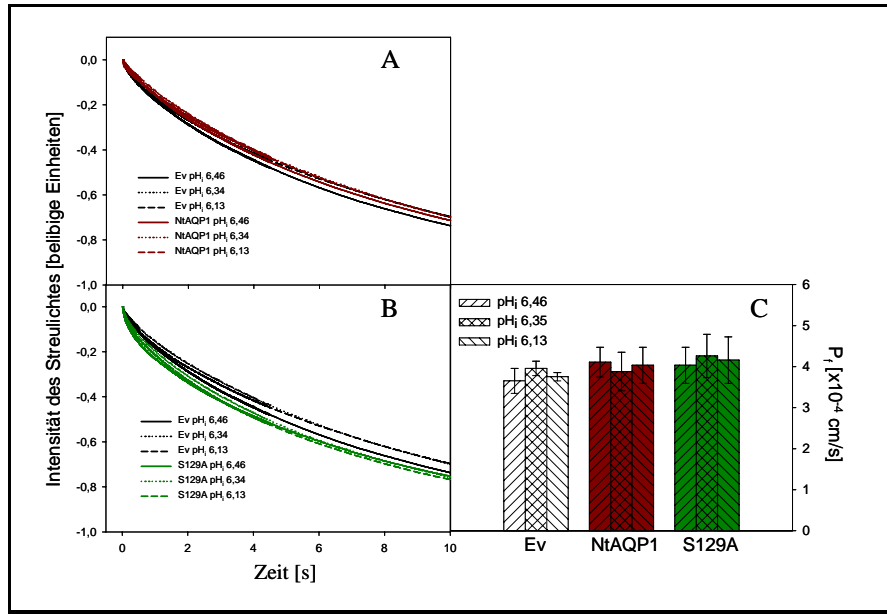 A
0,0
-0,2
-0,4
-0,6
-0,8
-1,0
Ev pHi 6,46
Ev pHi 6,34
Ev pHi 6,13
NtAQP1 pHi 6,46
NtAQP1 pHi 6,34
NtAQP1 pHi 6,13
Intensität des Streulichtes [belibige Einheiten]
B
0,0
-0,2
-0,4
-0,6
-0,8
-1,0
Ev pHi 6,46
Ev pHi 6,34
Ev pHi 6,13
S129A pHi 6,46
S129A pHi 6,34
S129A pHi 6,13
0 2 4 6 8 10
Zeit [s]
C
pHi 6,46
pHi 6,35
pHi 6,13
6
5
4
3
2
1
0
Pf [x10-4 cm/s]
Ev NtAQP1 S129A